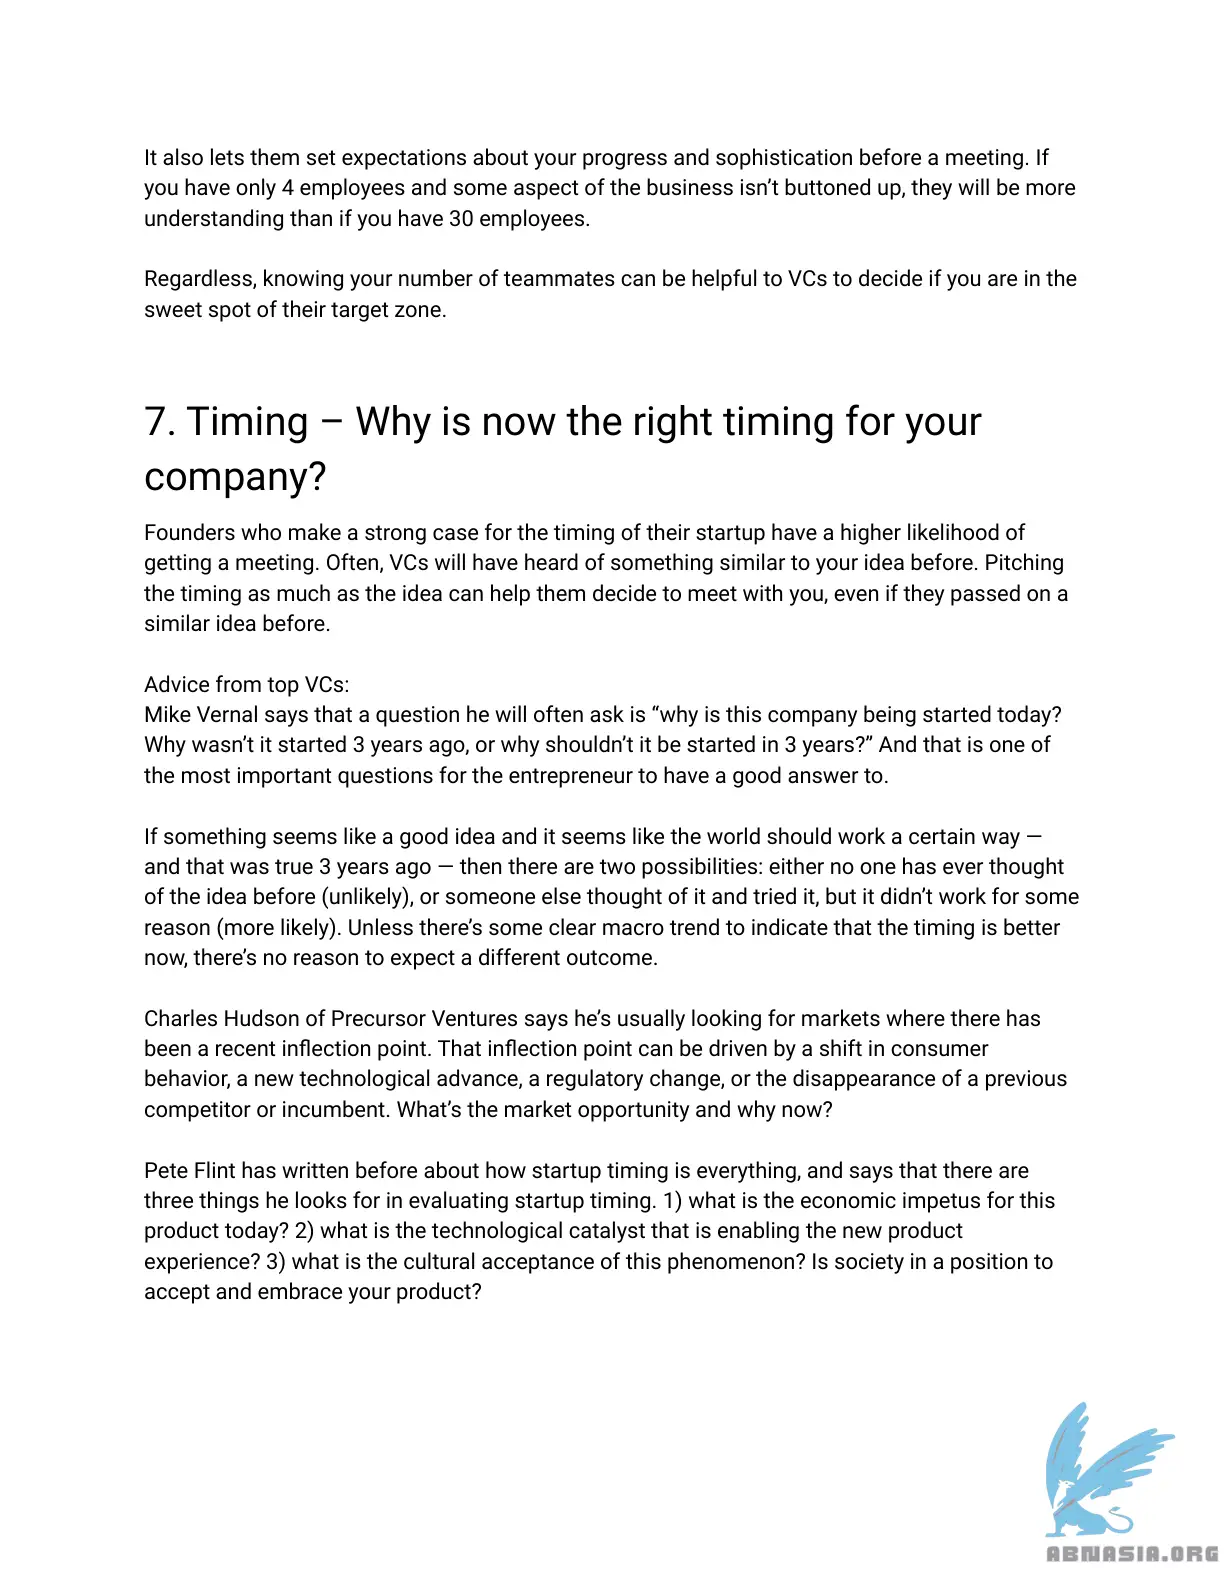 It also lets them set expectations about your progress and sophistication before a meeting. If
you have only 4 employees and some aspect of the business isn’t buttoned up, they will be more
understanding than if you have 30 employees.
Regardless, knowing your number of teammates can be helpful to VCs to decide if you are in the
sweet spot of their target zone.
7. Timing – Why is now the right timing for your
company?
Founders who make a strong case for the timing of their startup have a higher likelihood of
getting a meeting. Often, VCs will have heard of something similar to your idea before. Pitching
the timing as much as the idea can help them decide to meet with you, even if they passed on a
similar idea before.
Advice from top VCs:
Mike Vernal says that a question he will often ask is “why is this company being started today?
Why wasn’t it started 3 years ago, or why shouldn’t it be started in 3 years?” And that is one of
the most important questions for the entrepreneur to have a good answer to.
If something seems like a good idea and it seems like the world should work a certain way —
and that was true 3 years ago — then there are two possibilities: either no one has ever thought
of the idea before (unlikely), or someone else thought of it and tried it, but it didn’t work for some
reason (more likely). Unless there’s some clear macro trend to indicate that the timing is better
now, there’s no reason to expect a different outcome.
Charles Hudson of Precursor Ventures says he’s usually looking for markets where there has
been a recent inflection point. That inflection point can be driven by a shift in consumer
behavior, a new technological advance, a regulatory change, or the disappearance of a previous
competitor or incumbent. What’s the market opportunity and why now?
Pete Flint has written before about how startup timing is everything, and says that there are
three things he looks for in evaluating startup timing. 1) what is the economic impetus for this
product today? 2) what is the technological catalyst that is enabling the new product
experience? 3) what is the cultural acceptance of this phenomenon? Is society in a position to
accept and embrace your product?
ABNASIA.ORG